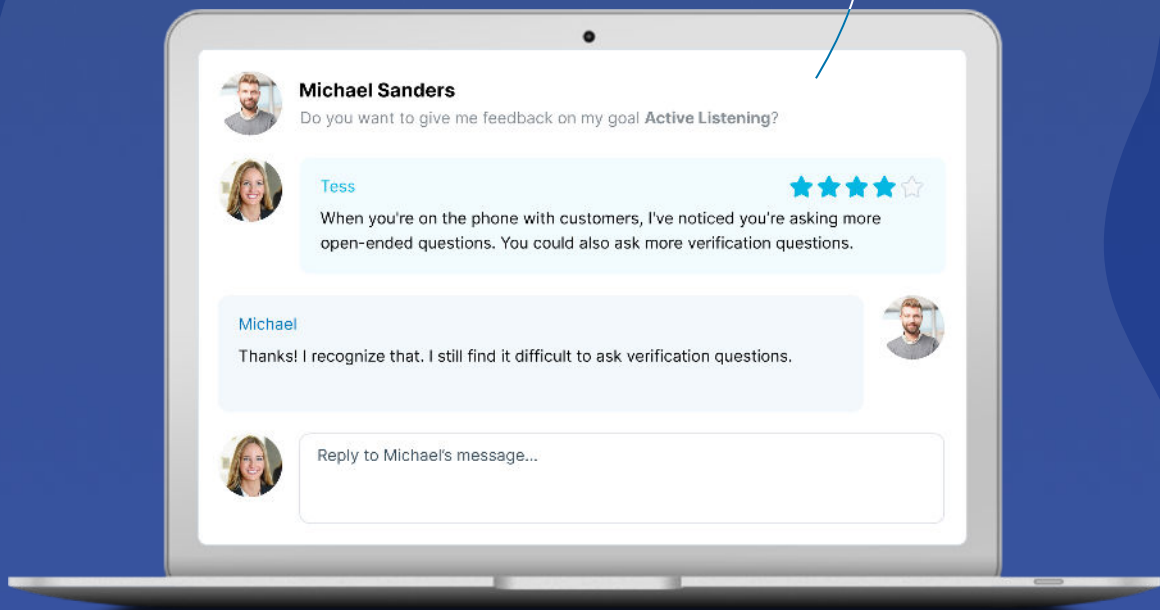 Michael Sanders
Do you want to give me feedback on my goal Active Listening?
Tess
When you're on the phone with customers, I've noticed you're asking more
open-ended questions. You could also ask more verification questions.
Michael
Thanks! I recognize that. I still find it difficult to ask verification questions.
Reply to Michael's message...